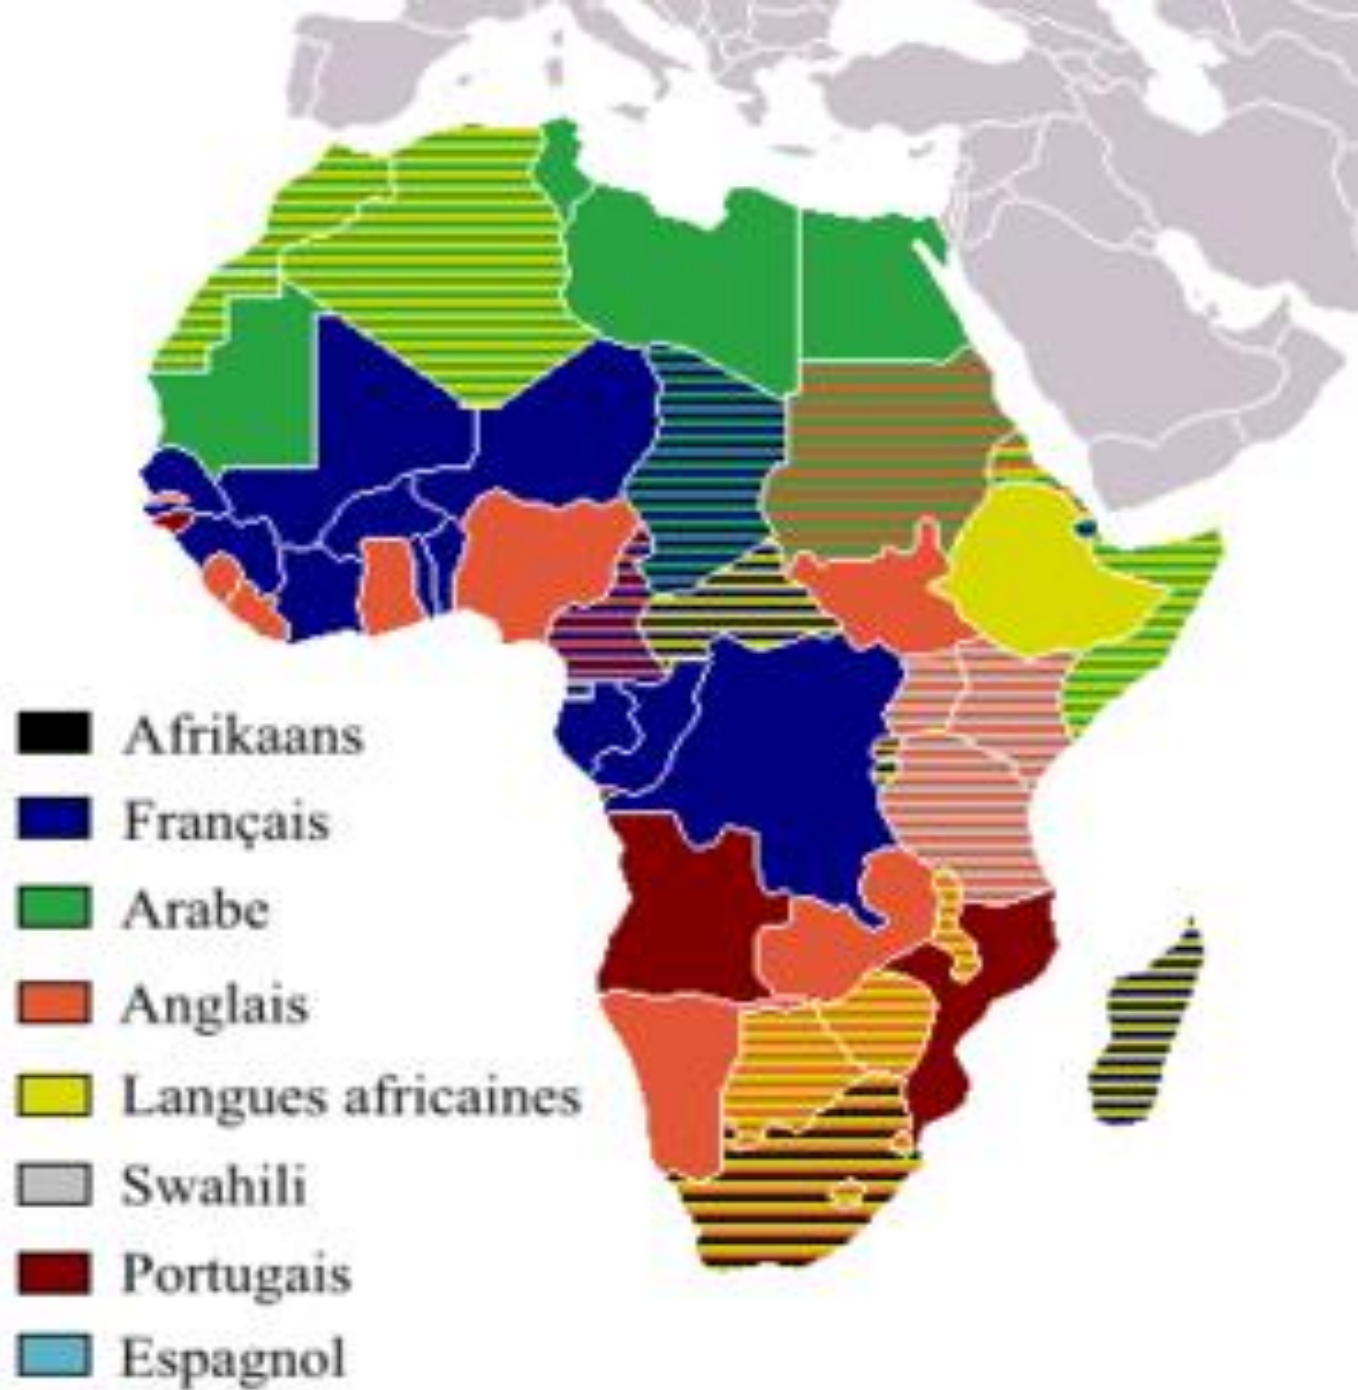 Afrikaans
Français
Arabe
Anglais
Langues africaines
Swahili
Portugais
Espagnol